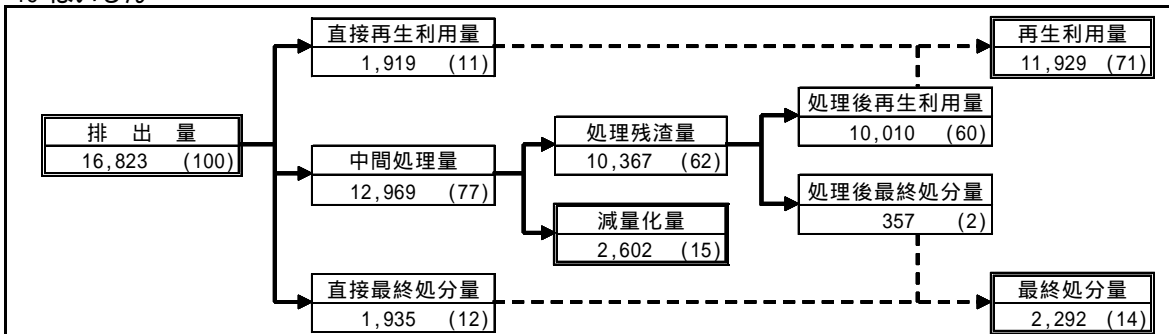 直接再生利用量
1,919 (11)
再生利用量
11,929 (71)
排 出 量
16,823 (100)
処理残渣量
10,367 (62)
処理後再生利用量
10,010 (60)
中間処理量
12,969 (77)
減量化量
2,602 (15)
処理後最終処分量
357 (2)
直接最終処分量
1,935 (12)
最終処分量
2,292 (14)